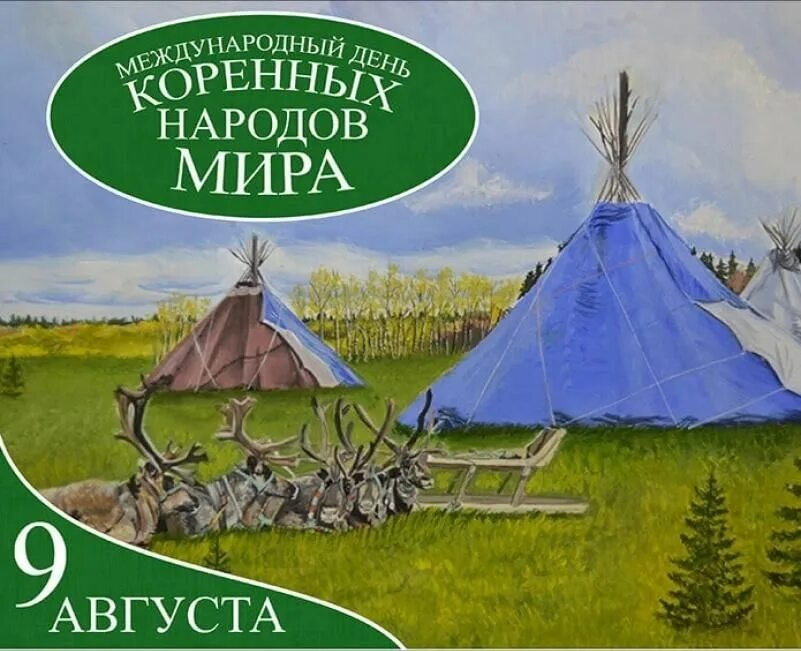 МЕЖДУНАРОДНЫЙ ДЕНЬ
КОРЕННЫХ
НАРОДОВ
МИРА
9
АВГУСТА